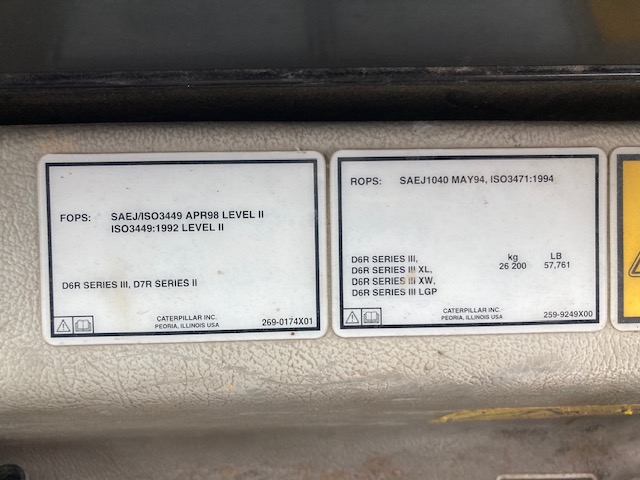 FOPS: SAEJ/ISO3449 APR98 LEVEL II
ISO3449:1992 LEVEL II
D6R SERIES III, D7R SERIES II
CATERPILLAR INC.
PEORIA, ILLINOIS USA
269-0174X01
ROPS: SAEJ1040 MAY94, ISO3471:1994
kg LB
D6R SERIES III,
D6R SERIES III XL, 26 200 57,761
D6R SERIES III XW,
D6R SERIES III LGP
CATERPILLAR INC.
PEORIA, ILLINOIS USA
259-9249X00